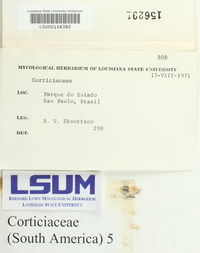 Louisiana State University Herbarium
LSU00158340
156291
808
MYCOLOGICAL HERBARIUM OF LOUISIANA STATE UNIVERSITY
17-VIII-1971
Corticiaceae
LOC. Parque do Estado
Sao Paulo, Brasil
LEG. B. V. Skvortzov
290
DET:
LSUM
BERNARD LOWY MYCOLOGICAL HERBARIUM
LOUISIANA STATE UNIVERSITY
Corticiaceae
(South America) 5